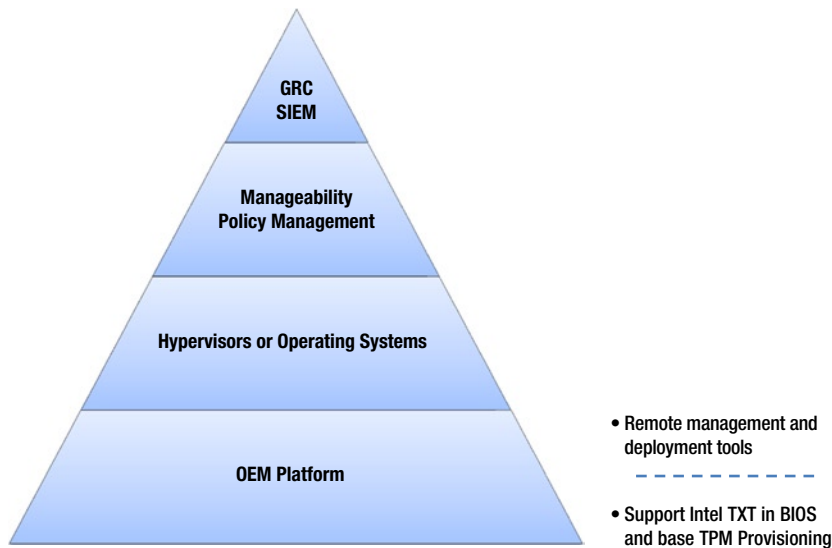 GRC
SIEM
Manageability
Policy Management
Hypervisors or Operating Systems
OEM Platform
• Remote management and
deployment tools
• Support Intel TXT in BIOS
and base TPM Provisioning